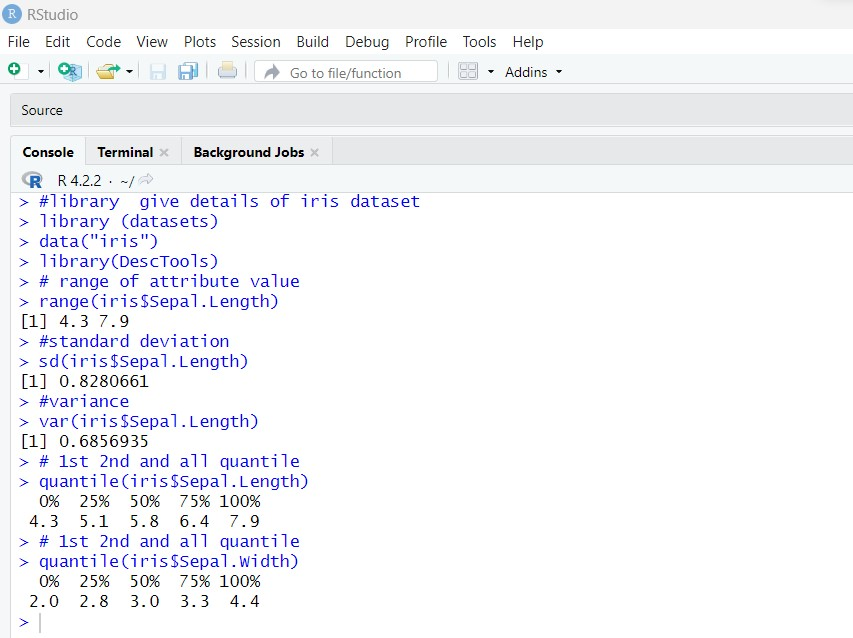 RStudio
File Edit Code View Plots Session Build Debug Profile Tools Help
Go to file/function Addins
Source
Console Terminal Background Jobs
R 4.2.2 · ~/
> #library  give details of iris dataset
> library (datasets)
> data("iris")
> library(DescTools)
> # range of attribute value
> range(iris$Sepal.Length)
[1] 4.3 7.9
> #standard deviation
> sd(iris$Sepal.Length)
[1] 0.8280661
> #variance
> var(iris$Sepal.Length)
[1] 0.6856935
> # 1st 2nd and all quantile
> quantile(iris$Sepal.Length)
  0%  25%  50%  75% 100%
 4.3  5.1  5.8  6.4  7.9
> # 1st 2nd and all quantile
> quantile(iris$Sepal.Width)
  0%  25%  50%  75% 100%
 2.0  2.8  3.0  3.3  4.4
>